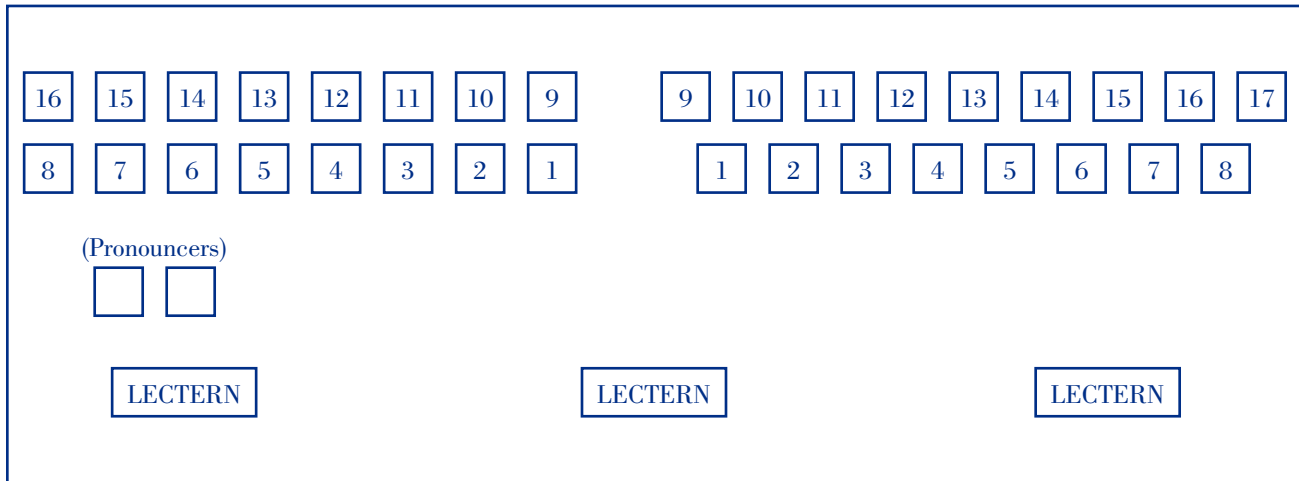 16 15 14 13 12 11 10 9 9 10 11 12 13 14 15 16 17
8 7 6 5 4 3 2 1 1 2 3 4 5 6 7 8
(Pronouncers)
LECTERN LECTERN LECTERN